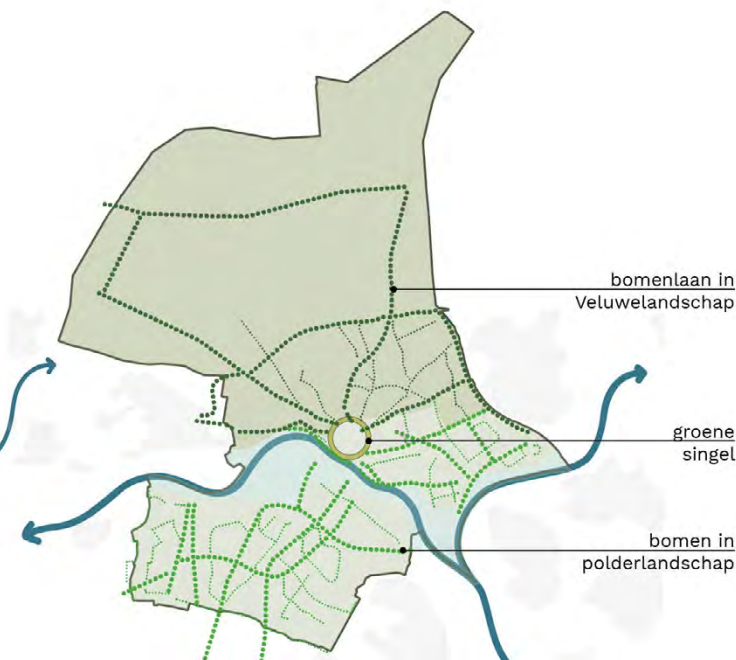 bomenlaan in
Veluwelandschap
groene
singel
bomen in
polderlandschap